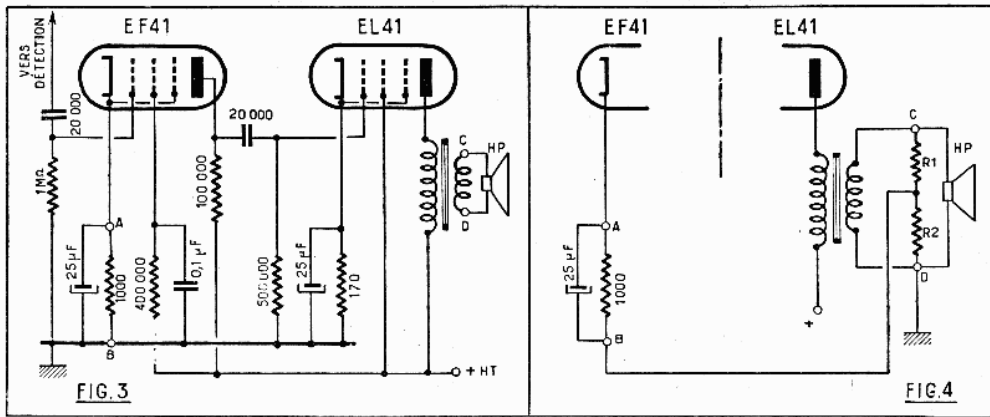 EF41
EL41
VERS
DÉTECTION
20 000
1MΩ
20 000
100 000
A
25µF
1000
400 000
0,1µF
B
500 000
25µF
170
C
HP
D
+ HT
FIG. 3
EF41
EL41
C
R1
HP
R2
D
A
25µF
1000
B
+
FIG.4